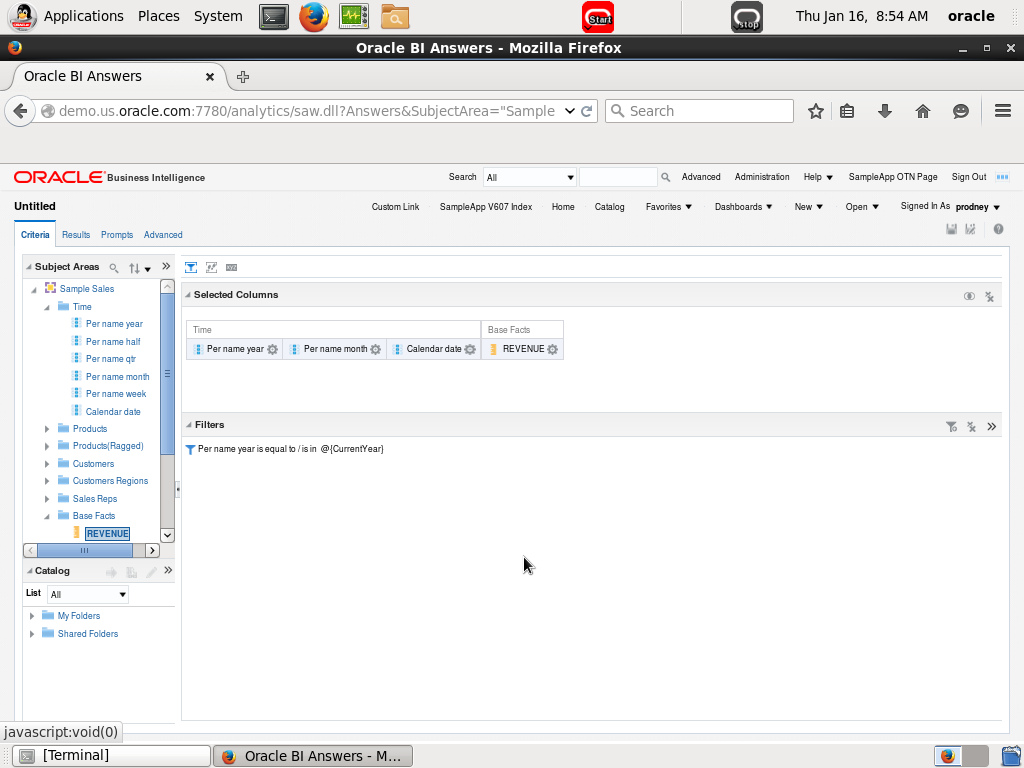 Applications Places System Start stop Thu Jan 16, 8:54 AM oracle
Oracle BI Answers - Mozilla Firefox
Oracle BI Answers
demo.us.oracle.com:7780/analytics/saw.dll?Answers&SubjectArea="Sample Search
ORACLE Business Intelligence Search All Advanced Administration Help SampleApp OTN Page Sign Out
Untitled Custom Link SampleApp V607 Index Home Catalog Favorites Dashboards New Open Signed In As prodney
Criteria Results Prompts Advanced
Subject Areas
Sample Sales
Time
Per name year
Per name half
Per name qtr
Per name month
Per name week
Calendar date
Products
Products(Ragged)
Customers
Customers Regions
Sales Reps
Base Facts
REVENUE
Catalog
List All
My Folders
Shared Folders
Selected Columns
Time Base Facts
Per name year Per name month Calendar date REVENUE
Filters
Per name year is equal to / is in @{CurrentYear}
javascript:void(0)
[Terminal] Oracle BI Answers - M...